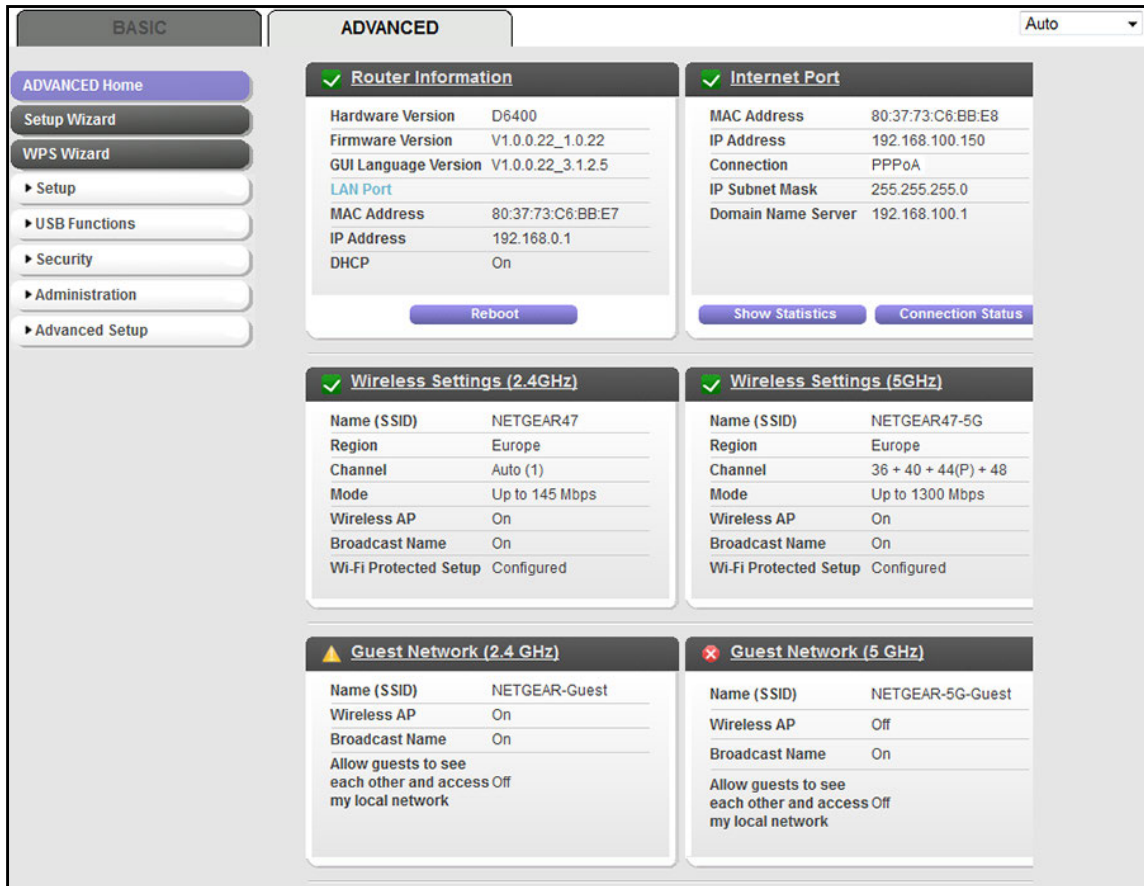 BASIC
ADVANCED
Auto
ADVANCED Home
Setup Wizard
WPS Wizard
Setup
USB Functions
Security
Administration
Advanced Setup
Router Information
Hardware Version D6400
Firmware Version V1.0.0.22_1.0.22
GUI Language Version V1.0.0.22_3.1.2.5
LAN Port
MAC Address 80:37:73:C6:BB:E7
IP Address 192.168.0.1
DHCP On
Reboot
Internet Port
MAC Address 80:37:73:C6:BB:E8
IP Address 192.168.100.150
Connection PPPoA
IP Subnet Mask 255.255.255.0
Domain Name Server 192.168.100.1
Show Statistics
Connection Status
Wireless Settings (2.4GHz)
Name (SSID) NETGEAR47
Region Europe
Channel Auto (1)
Mode Up to 145 Mbps
Wireless AP On
Broadcast Name On
Wi-Fi Protected Setup Configured
Wireless Settings (5GHz)
Name (SSID) NETGEAR47-5G
Region Europe
Channel 36 + 40 + 44(P) + 48
Mode Up to 1300 Mbps
Wireless AP On
Broadcast Name On
Wi-Fi Protected Setup Configured
Guest Network (2.4 GHz)
Name (SSID) NETGEAR-Guest
Wireless AP On
Broadcast Name On
Allow guests to see
each other and access Off
my local network
Guest Network (5 GHz)
Name (SSID) NETGEAR-5G-Guest
Wireless AP Off
Broadcast Name On
Allow guests to see
each other and access Off
my local network